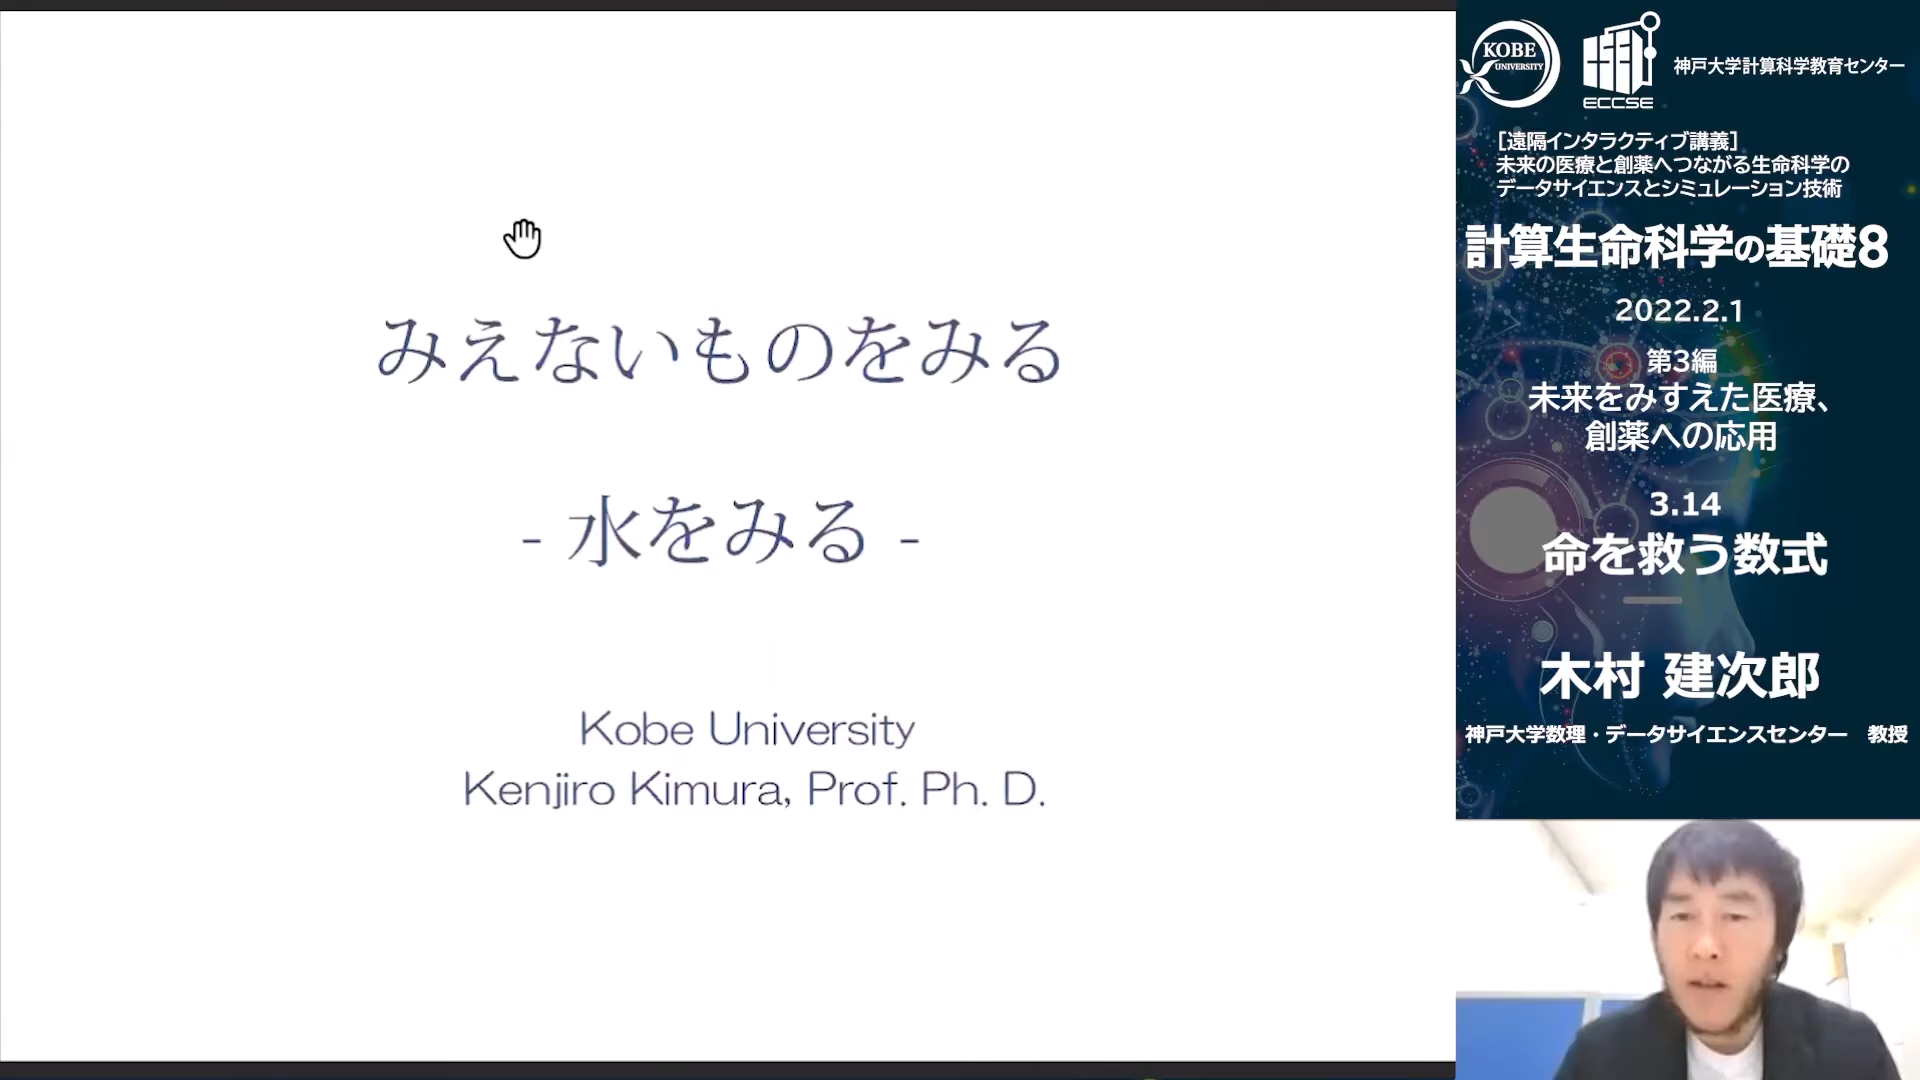 みえないものをみる
- 水をみる -
Kobe University
Kenjiro Kimura, Prof. Ph. D.
KOBE
UNIVERSITY
ECCSE
神戸大学計算科学教育センター
［遠隔インタラクティブ講義］
未来の医療と創薬へつながる生命科学の
データサイエンスとシミュレーション技術
計算生命科学の基礎8
2022.2.1
第3編
未来をみすえた医療、
創薬への応用
3.14
命を救う数式
木村 建次郎
神戸大学数理・データサイエンスセンター 教授